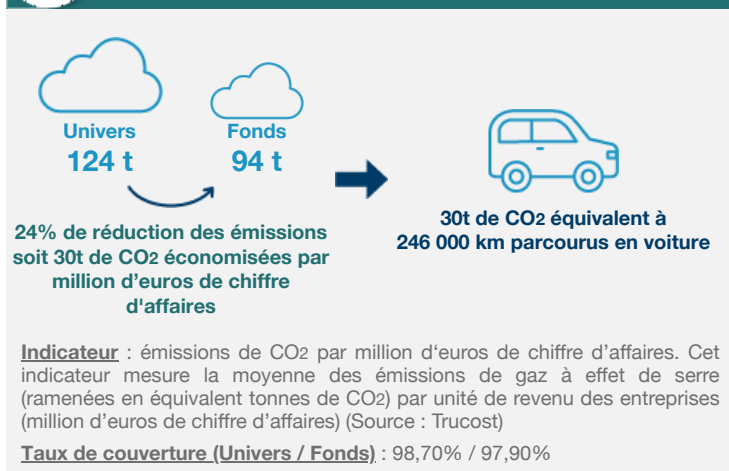 Univers
124 t
Fonds
94 t
24% de réduction des émissions
soit 30t de CO2 économisées par
million d’euros de chiffre
d'affaires
30t de CO2 équivalent à
246 000 km parcourus en voiture
Indicateur : émissions de CO2 par million d‘euros de chiffre d’affaires. Cet
indicateur mesure la moyenne des émissions de gaz à effet de serre
(ramenées en équivalent tonnes de CO2) par unité de revenu des entreprises
(million d’euros de chiffre d’affaires) (Source : Trucost)
Taux de couverture (Univers / Fonds) : 98,70% / 97,90%